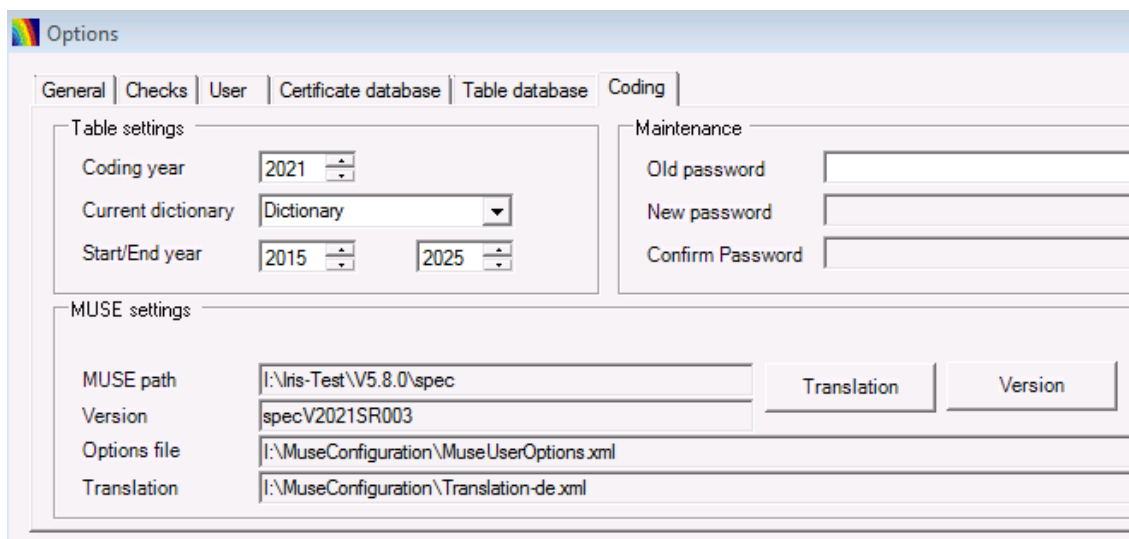 Options
General Checks User Certificate database Table database Coding
Table settings
Coding year 2021
Current dictionary Dictionary
Start/End year 2015 2025
Maintenance
Old password
New password
Confirm Password
MUSE settings
MUSE path I:\Iris-Test\V5.8.0\spec Translation Version
Version specV2021SR003
Options file I:\MuseConfiguration\MuseUserOptions.xml
Translation I:\MuseConfiguration\Translation-de.xml